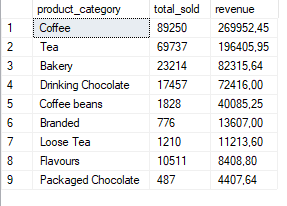 product_category total_sold revenue
1 Coffee 89250 269952,45
2 Tea 69737 196405,95
3 Bakery 23214 82315,64
4 Drinking Chocolate 17457 72416,00
5 Coffee beans 1828 40085,25
6 Branded 776 13607,00
7 Loose Tea 1210 11213,60
8 Flavours 10511 8408,80
9 Packaged Chocolate 487 4407,64